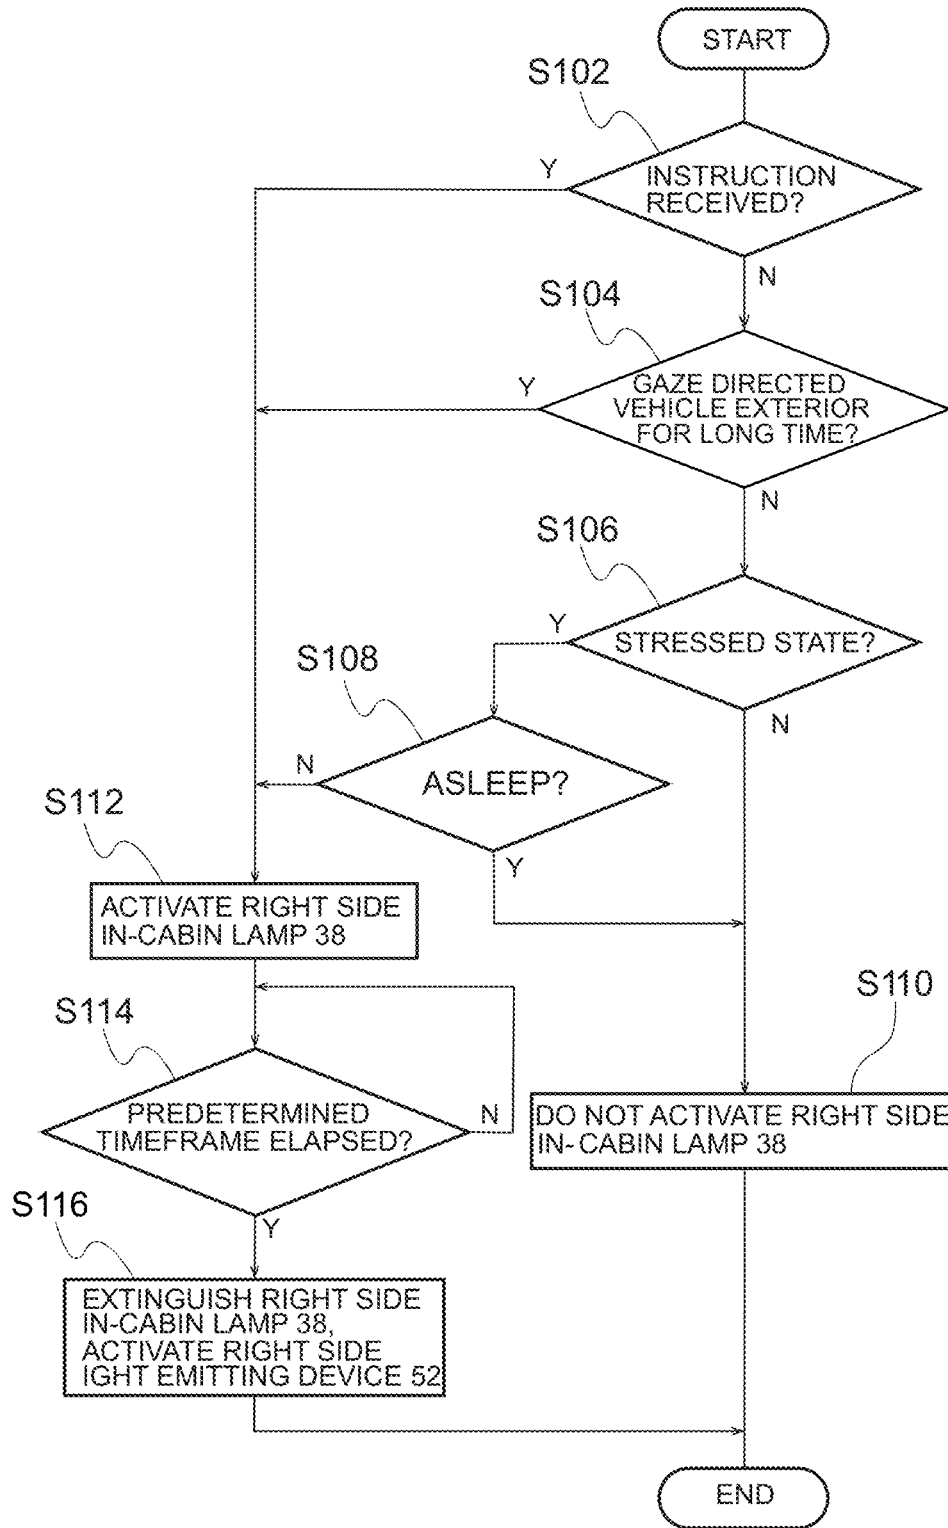 START
S102
INSTRUCTION
RECEIVED?
Y
N
S104
GAZE DIRECTED
VEHICLE EXTERIOR
FOR LONG TIME?
Y
N
S106
STRESSED STATE?
Y
N
S108
ASLEEP?
N
Y
S112
ACTIVATE RIGHT SIDE
IN-CABIN LAMP 38
S110
DO NOT ACTIVATE RIGHT SIDE
IN-CABIN LAMP 38
S114
PREDETERMINED
TIMEFRAME ELAPSED?
N
Y
S116
EXTINGUISH RIGHT SIDE
IN-CABIN LAMP 38,
ACTIVATE RIGHT SIDE
IGHT EMITTING DEVICE 52
END